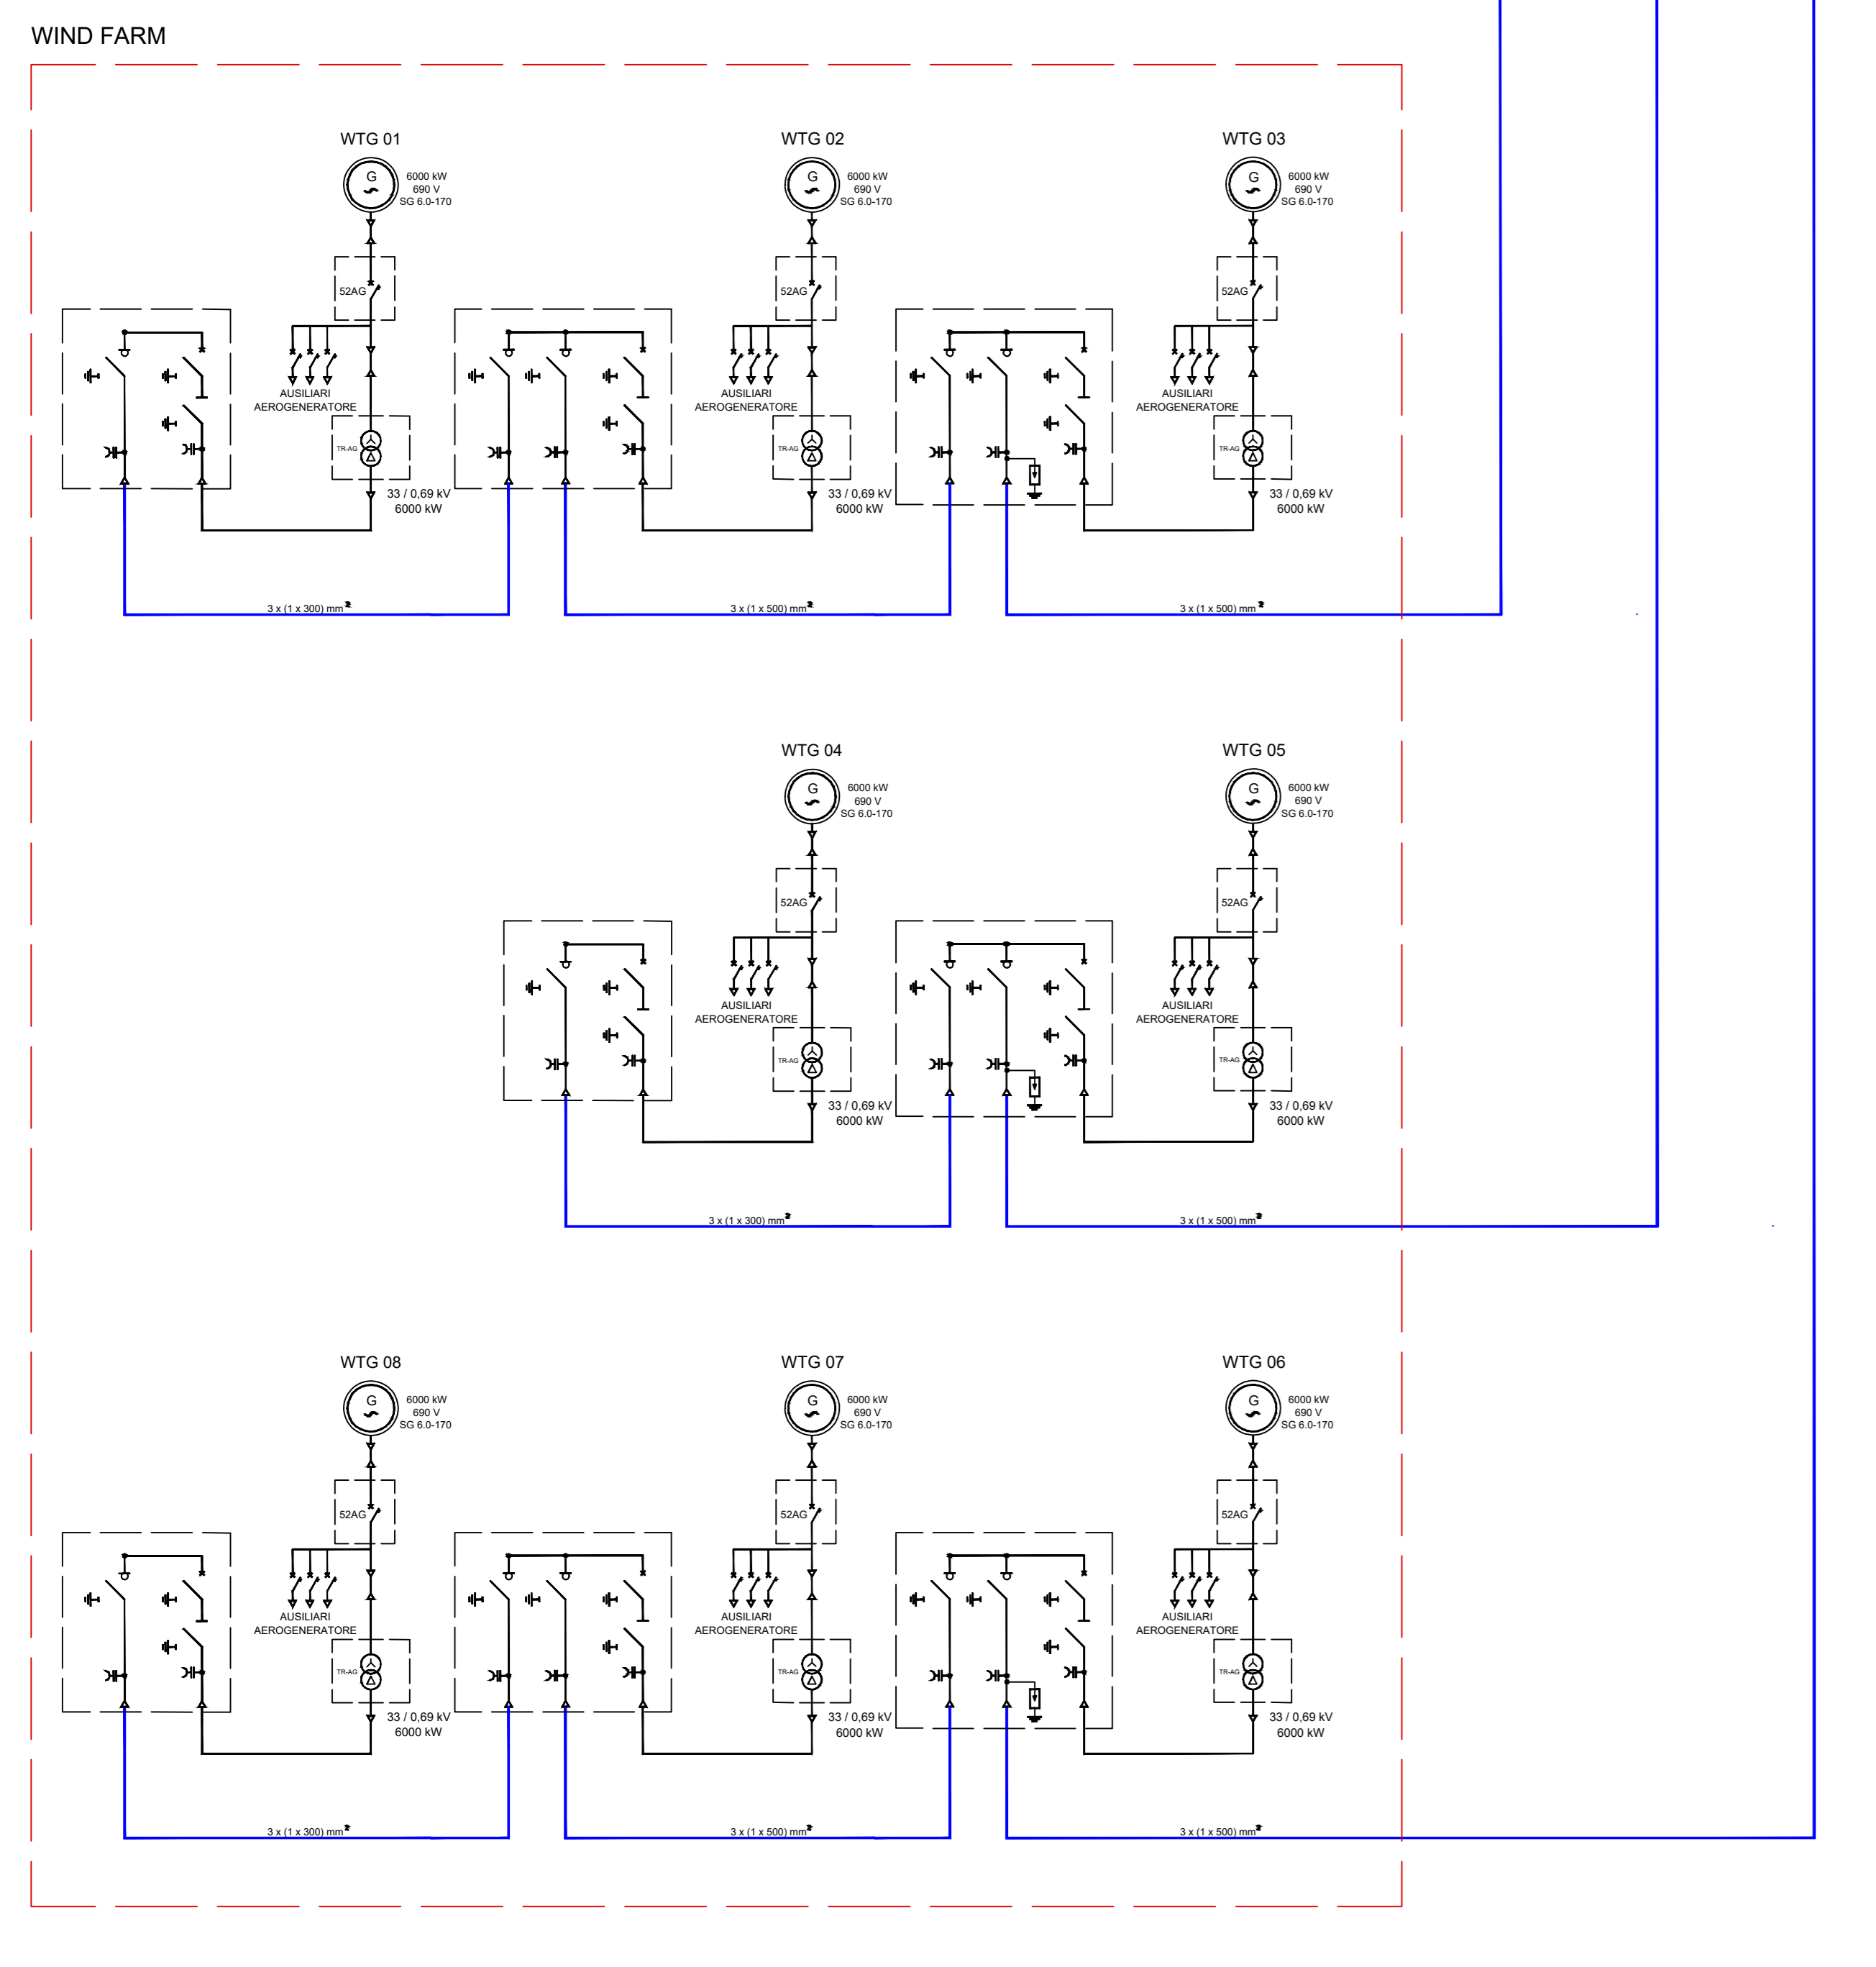 WIND FARM
WTG 01
G
6000 kW
690 V
SG 6.0-170
52AG
AUSILIARI
AEROGENERATORE
TR-AG
33 / 0,69 kV
6000 kW
WTG 02
G
6000 kW
690 V
SG 6.0-170
52AG
AUSILIARI
AEROGENERATORE
TR-AG
33 / 0,69 kV
6000 kW
WTG 03
G
6000 kW
690 V
SG 6.0-170
52AG
AUSILIARI
AEROGENERATORE
TR-AG
33 / 0,69 kV
6000 kW
3 x (1 x 300) mm²
3 x (1 x 500) mm²
3 x (1 x 500) mm²
WTG 04
G
6000 kW
690 V
SG 6.0-170
52AG
AUSILIARI
AEROGENERATORE
TR-AG
33 / 0,69 kV
6000 kW
WTG 05
G
6000 kW
690 V
SG 6.0-170
52AG
AUSILIARI
AEROGENERATORE
TR-AG
33 / 0,69 kV
6000 kW
3 x (1 x 300) mm²
3 x (1 x 500) mm²
WTG 08
G
6000 kW
690 V
SG 6.0-170
52AG
AUSILIARI
AEROGENERATORE
TR-AG
33 / 0,69 kV
6000 kW
WTG 07
G
6000 kW
690 V
SG 6.0-170
52AG
AUSILIARI
AEROGENERATORE
TR-AG
33 / 0,69 kV
6000 kW
WTG 06
G
6000 kW
690 V
SG 6.0-170
52AG
AUSILIARI
AEROGENERATORE
TR-AG
33 / 0,69 kV
6000 kW
3 x (1 x 300) mm²
3 x (1 x 500) mm²
3 x (1 x 500) mm²